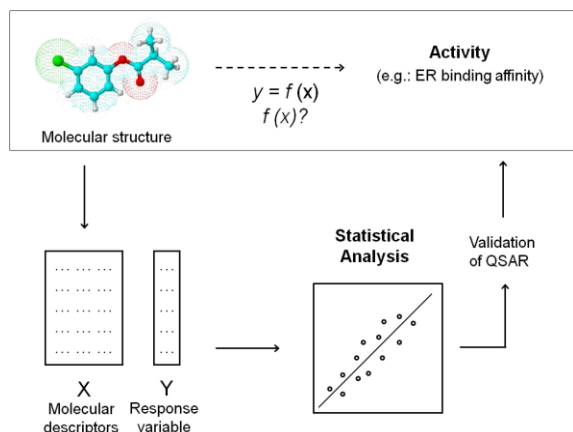 Activity
(e.g.: ER binding affinity)
y = f (x)
f (x)?
Molecular structure
Statistical
Analysis
Validation
of QSAR
... ... ... ...
... ... ... ...
... ... ... ...
... ... ... ...
... ... ... ...
X Y
Molecular Response
descriptors variable